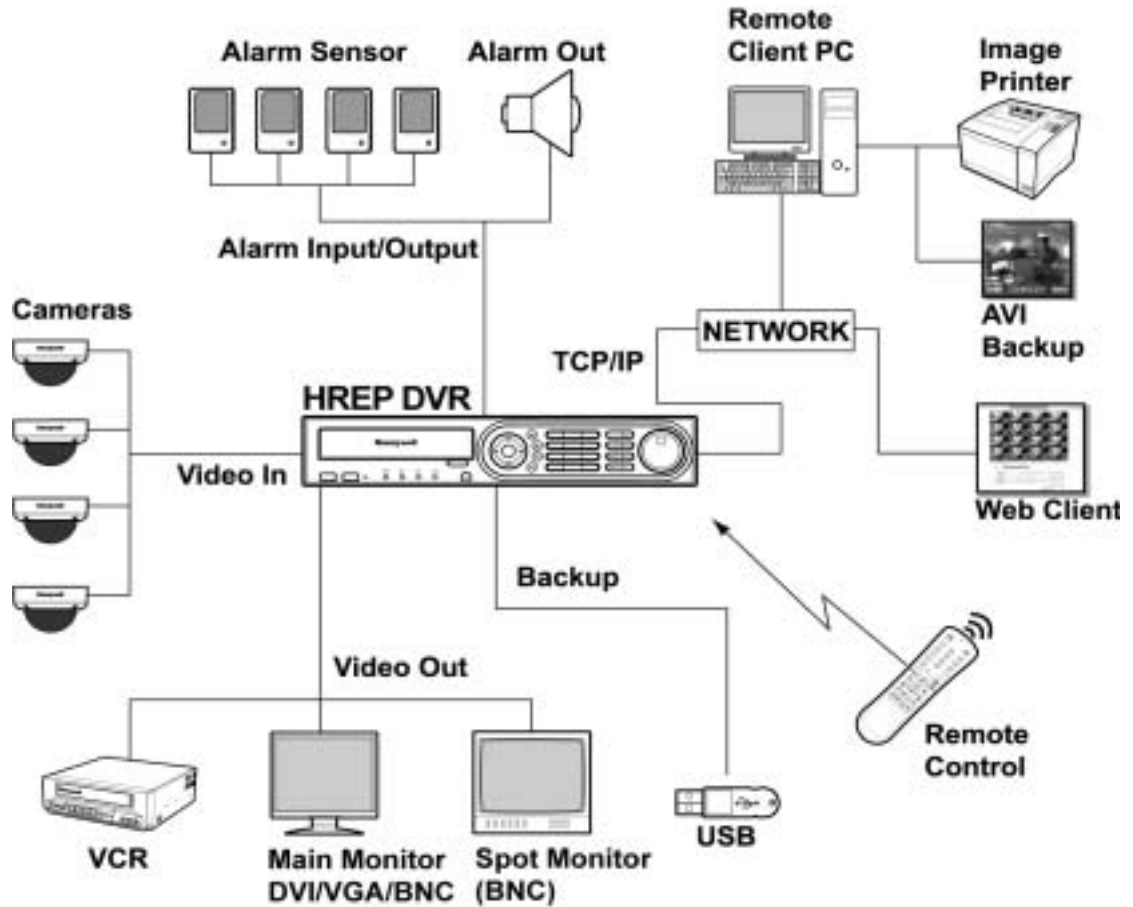 Remote
Client PC
Image
Printer
Alarm Sensor
Alarm Out
Alarm Input/Output
AVI
Backup
Cameras
NETWORK
TCP/IP
HREP DVR
Honeywell
Video In
Web Client
Backup
Video Out
Remote
Control
VCR
Main Monitor
DVI/VGA/BNC
Spot Monitor
(BNC)
USB